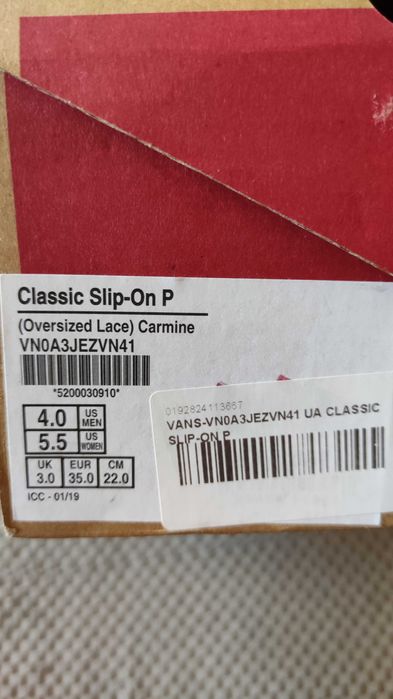 Classic Slip-On P
(Oversized Lace) Carmine
VN0A3JEZVN41
*5200030910*
4.0 US MEN
5.5 US WOMEN
UK EUR CM
3.0 35.0 22.0
ICC - 01/19
0192824113667
VANS-VN0A3JEZVN41 UA CLASSIC
SLIP-ON P